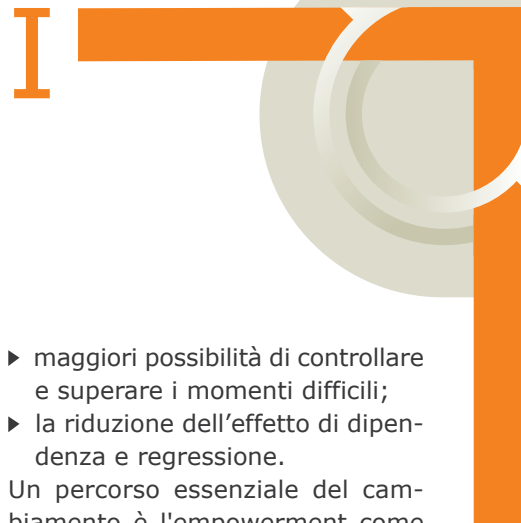 I
maggiori possibilità di controllare
e superare i momenti difficili;
la riduzione dell’effetto di dipen-
denza e regressione.
Un percorso essenziale del cam-
biamento è l'empowerment come